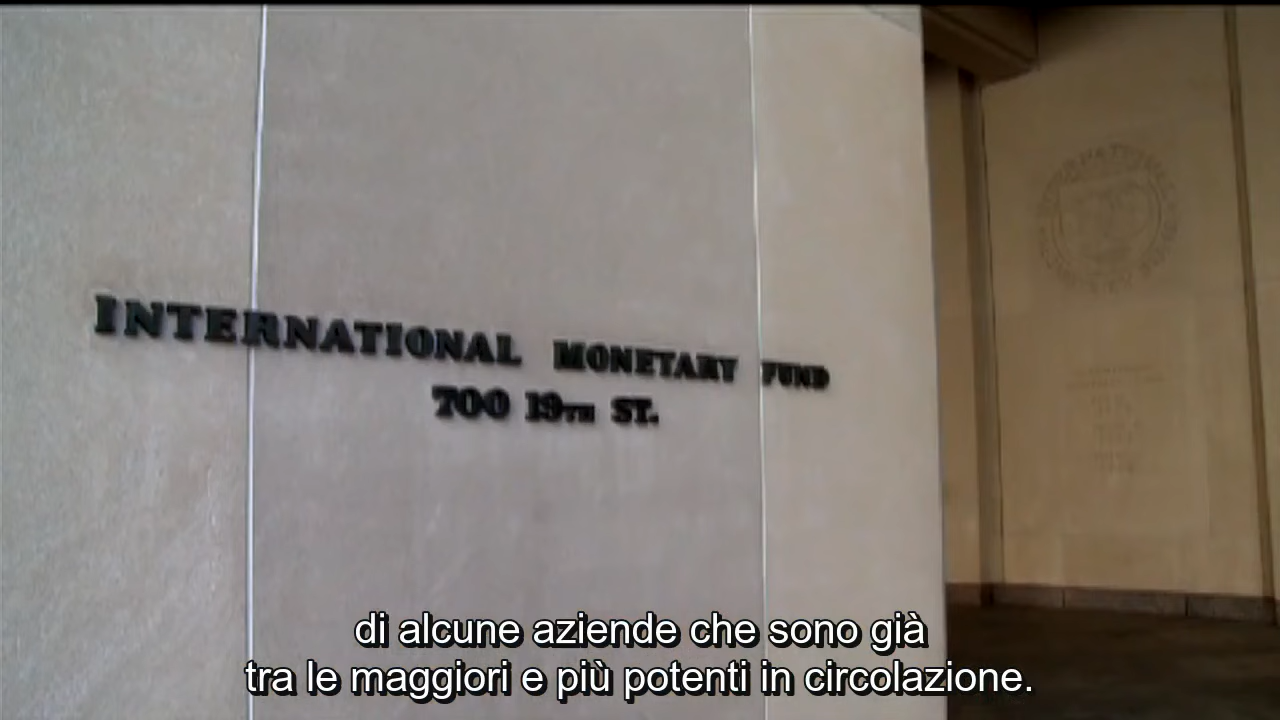 INTERNATIONAL MONETARY FUND
700 19TH ST.
di alcune aziende che sono già
tra le maggiori e più potenti in circolazione.